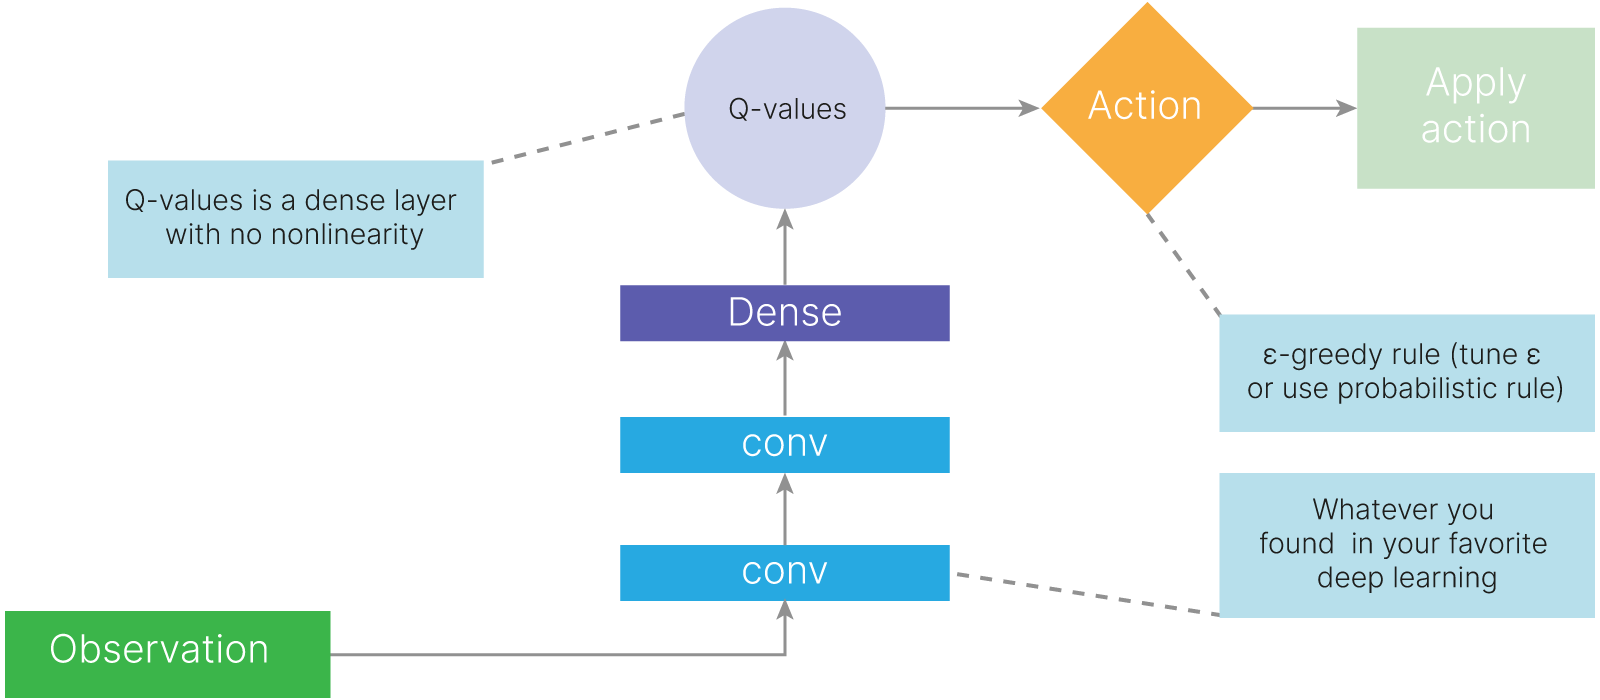 Q-values
Action
Apply
action
Q-values is a dense layer
with no nonlinearity
Dense
ε-greedy rule (tune ε
or use probabilistic rule)
conv
Whatever you
found in your favorite
deep learning
conv
Observation